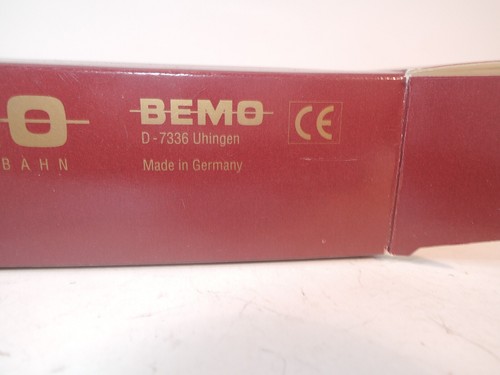 O
BAHN
BEMO
D-7336 Uhingen
Made in Germany
CE